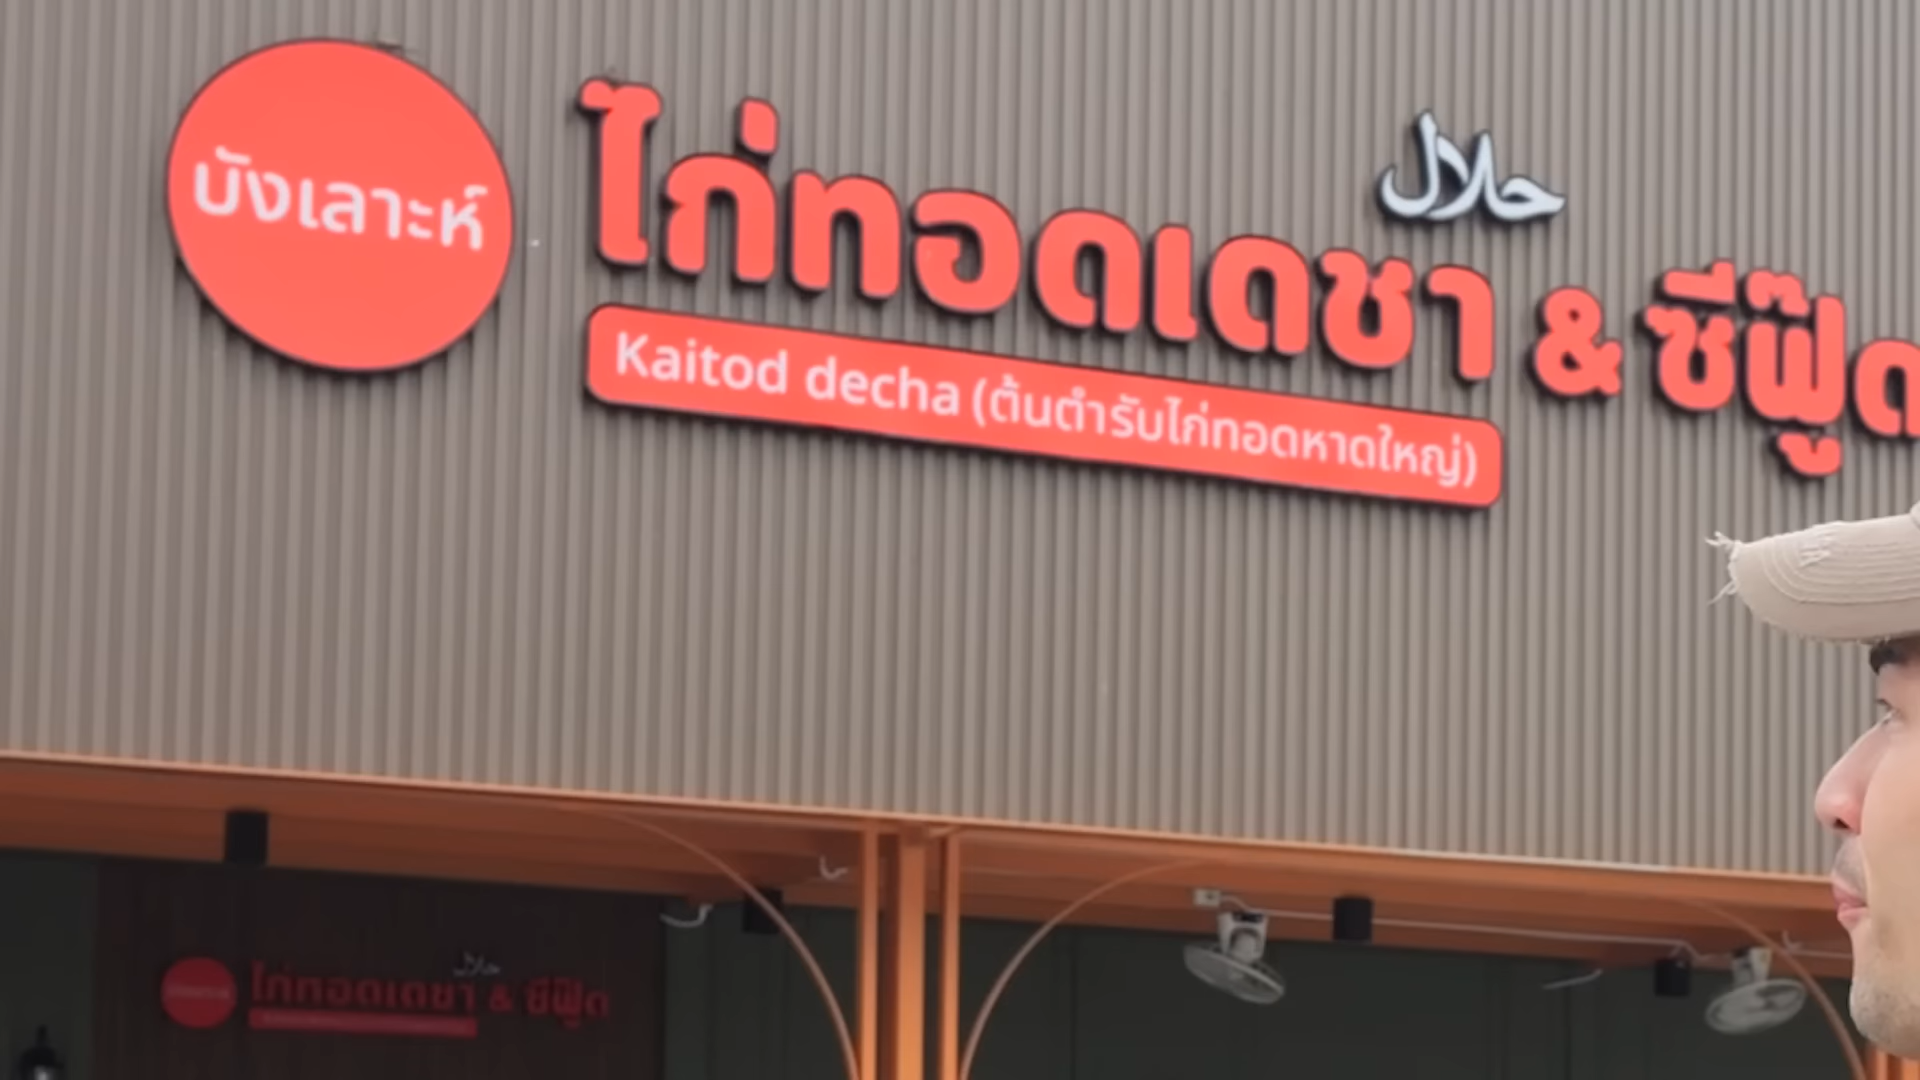 บังเลาะห์
حلال
ไก่ทอดเดชา & ซีฟู๊ด
Kaitod decha (ต้นตำรับไก่ทอดหาดใหญ่)
حلال
ไก่ทอดเดชา & ซีฟู๊ด